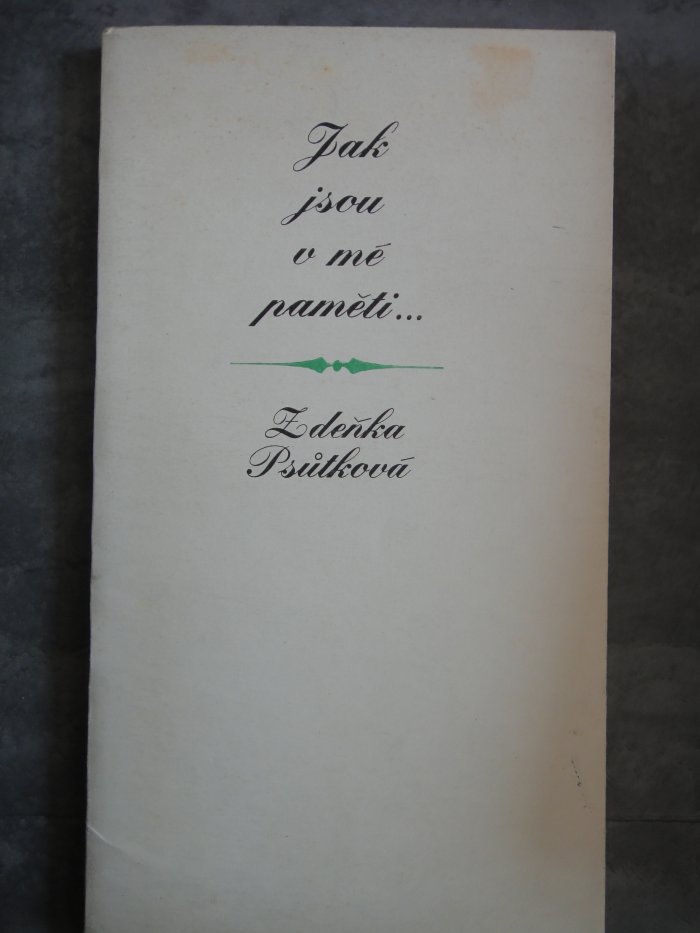 Jak
jsou
v mé
paměti...
Zdeňka
Psůtková